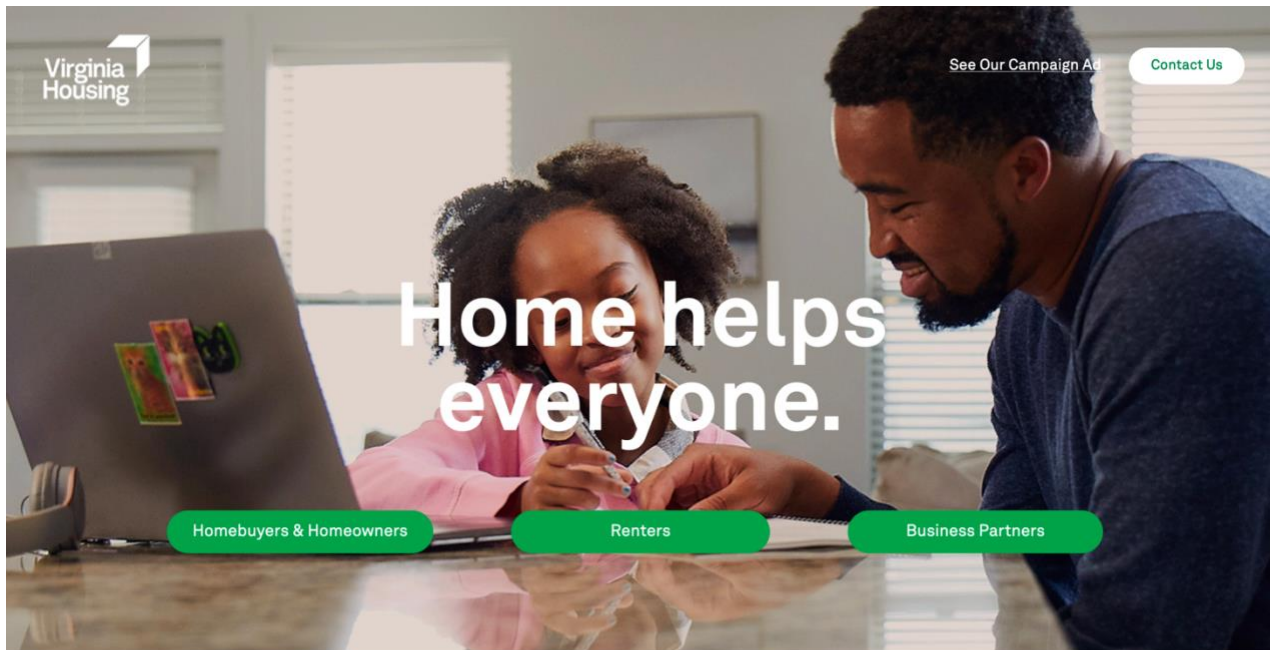 Virginia
Housing
See Our Campaign Ad
Contact Us
Home helps
everyone.
Homebuyers & Homeowners
Renters
Business Partners